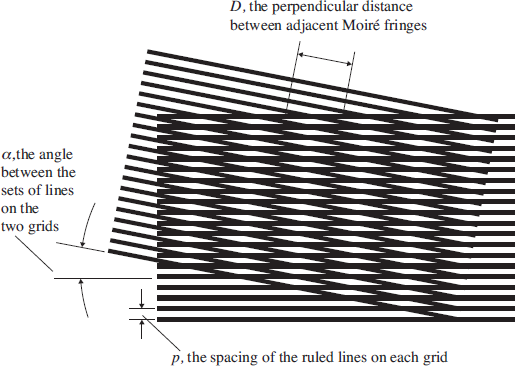 D, the perpendicular distance
between adjacent Moiré fringes
α,the angle
between the
sets of lines
on the
two grids
p, the spacing of the ruled lines on each grid